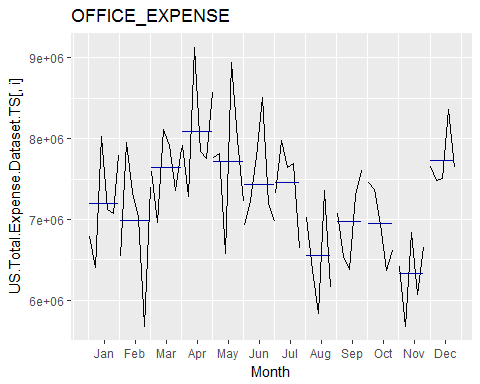 OFFICE_EXPENSE
US.Total.Expense.Dataset.TS[, i]
9e+06
8e+06
7e+06
6e+06
Jan Feb Mar Apr May Jun Jul Aug Sep Oct Nov Dec
Month